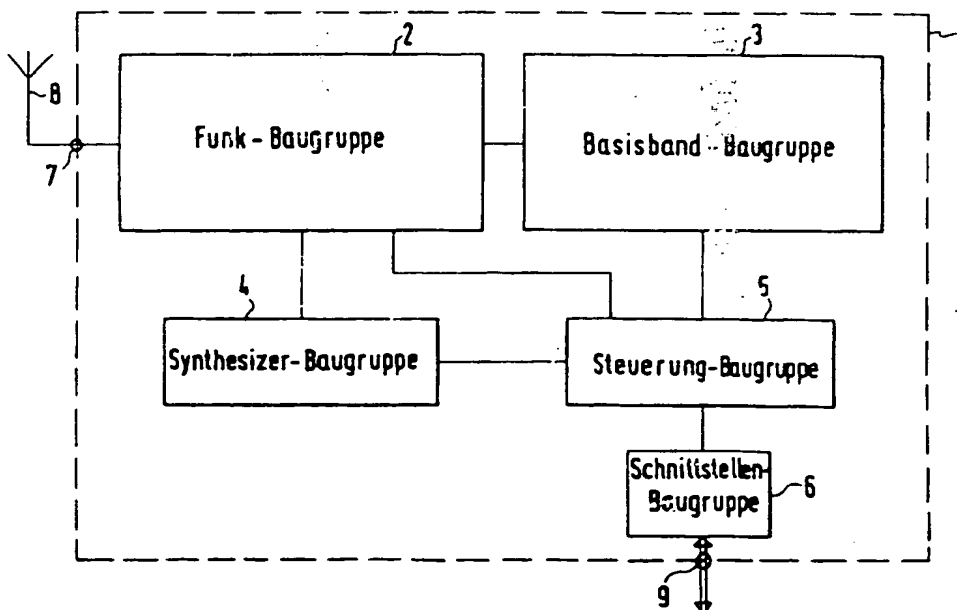 2
3
8
Funk-Baugruppe
Basisband-Baugruppe
7
4
5
Synthesizer-Baugruppe
Steuerung-Baugruppe
Schnittstellen-
Baugruppe
6
9